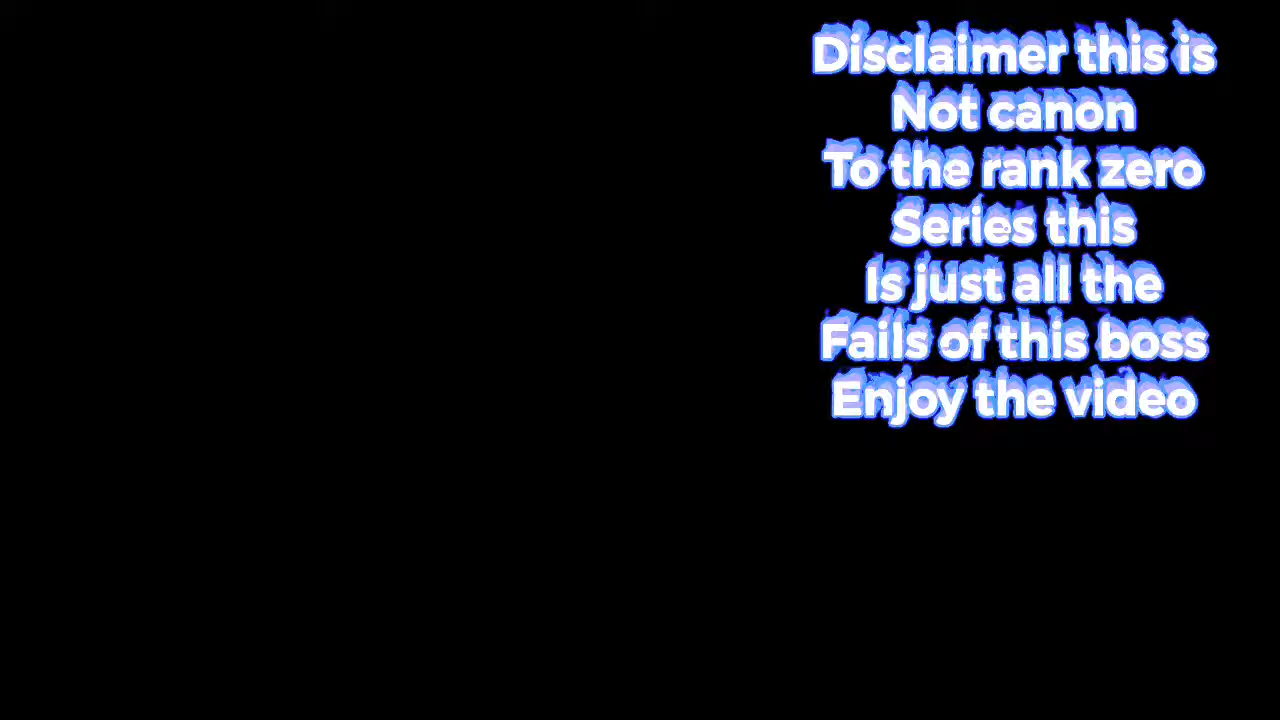 Disclaimer this is
Not canon
To the rank zero
Series this
Is just all the
Fails of this boss
Enjoy the video